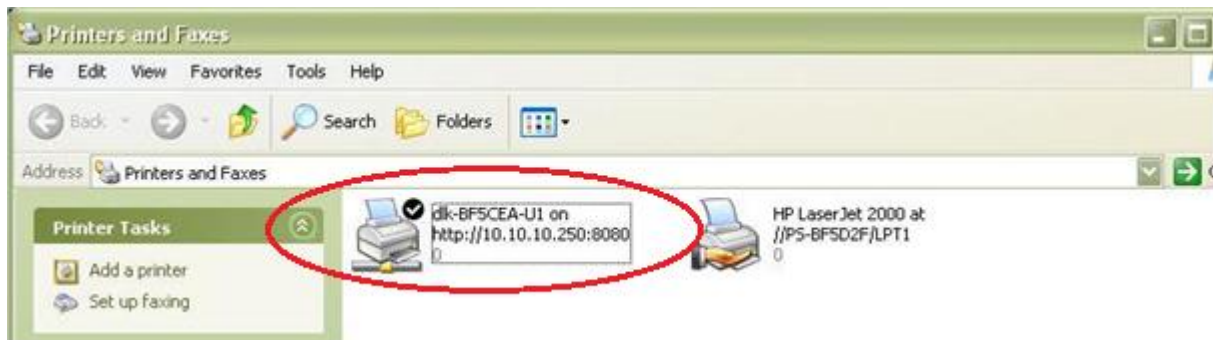 Printers and Faxes
File Edit View Favorites Tools Help
Back Search Folders
Address Printers and Faxes
Printer Tasks
Add a printer
Set up faxing
dlk-BF5CEA-U1 on
http://10.10.10.250:8080
0
HP LaserJet 2000 at
//PS-BF5D2F/LPT1
0